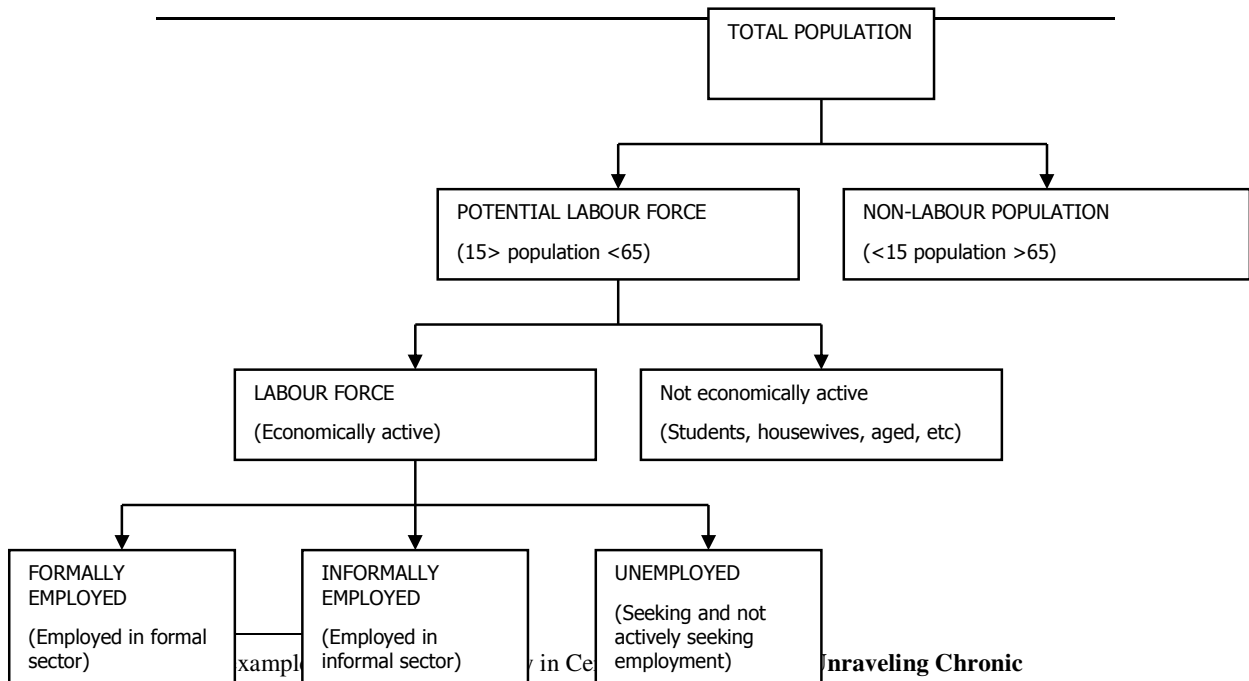 TOTAL POPULATION
POTENTIAL LABOUR FORCE
(15> population <65)
NON-LABOUR POPULATION
(<15 population >65)
LABOUR FORCE
(Economically active)
Not economically active
(Students, housewives, aged, etc)
FORMALLY
EMPLOYED
(Employed in formal
sector)
INFORMALLY
EMPLOYED
(Employed in
informal sector)
UNEMPLOYED
(Seeking and not
actively seeking
employment)
in Chronic